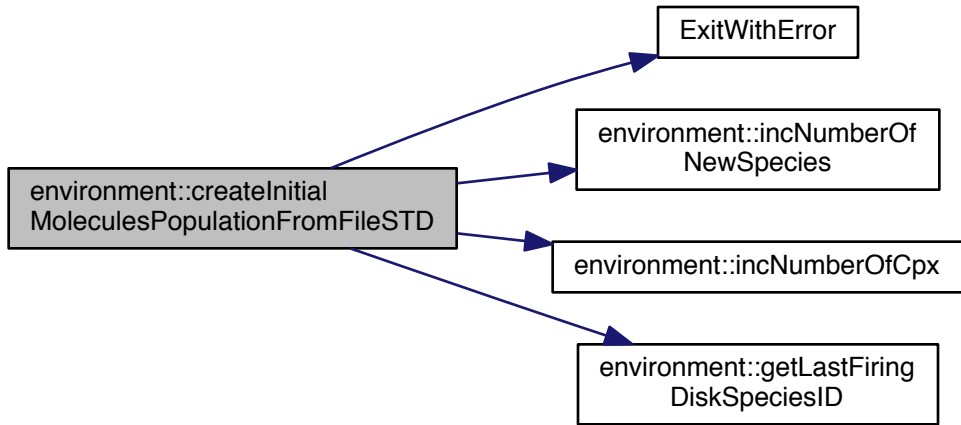 ExitWithError
environment::incNumberOf
NewSpecies
environment::createInitial
MoleculesPopulationFromFileSTD
environment::incNumberOfCpx
environment::getLastFiring
DiskSpeciesID